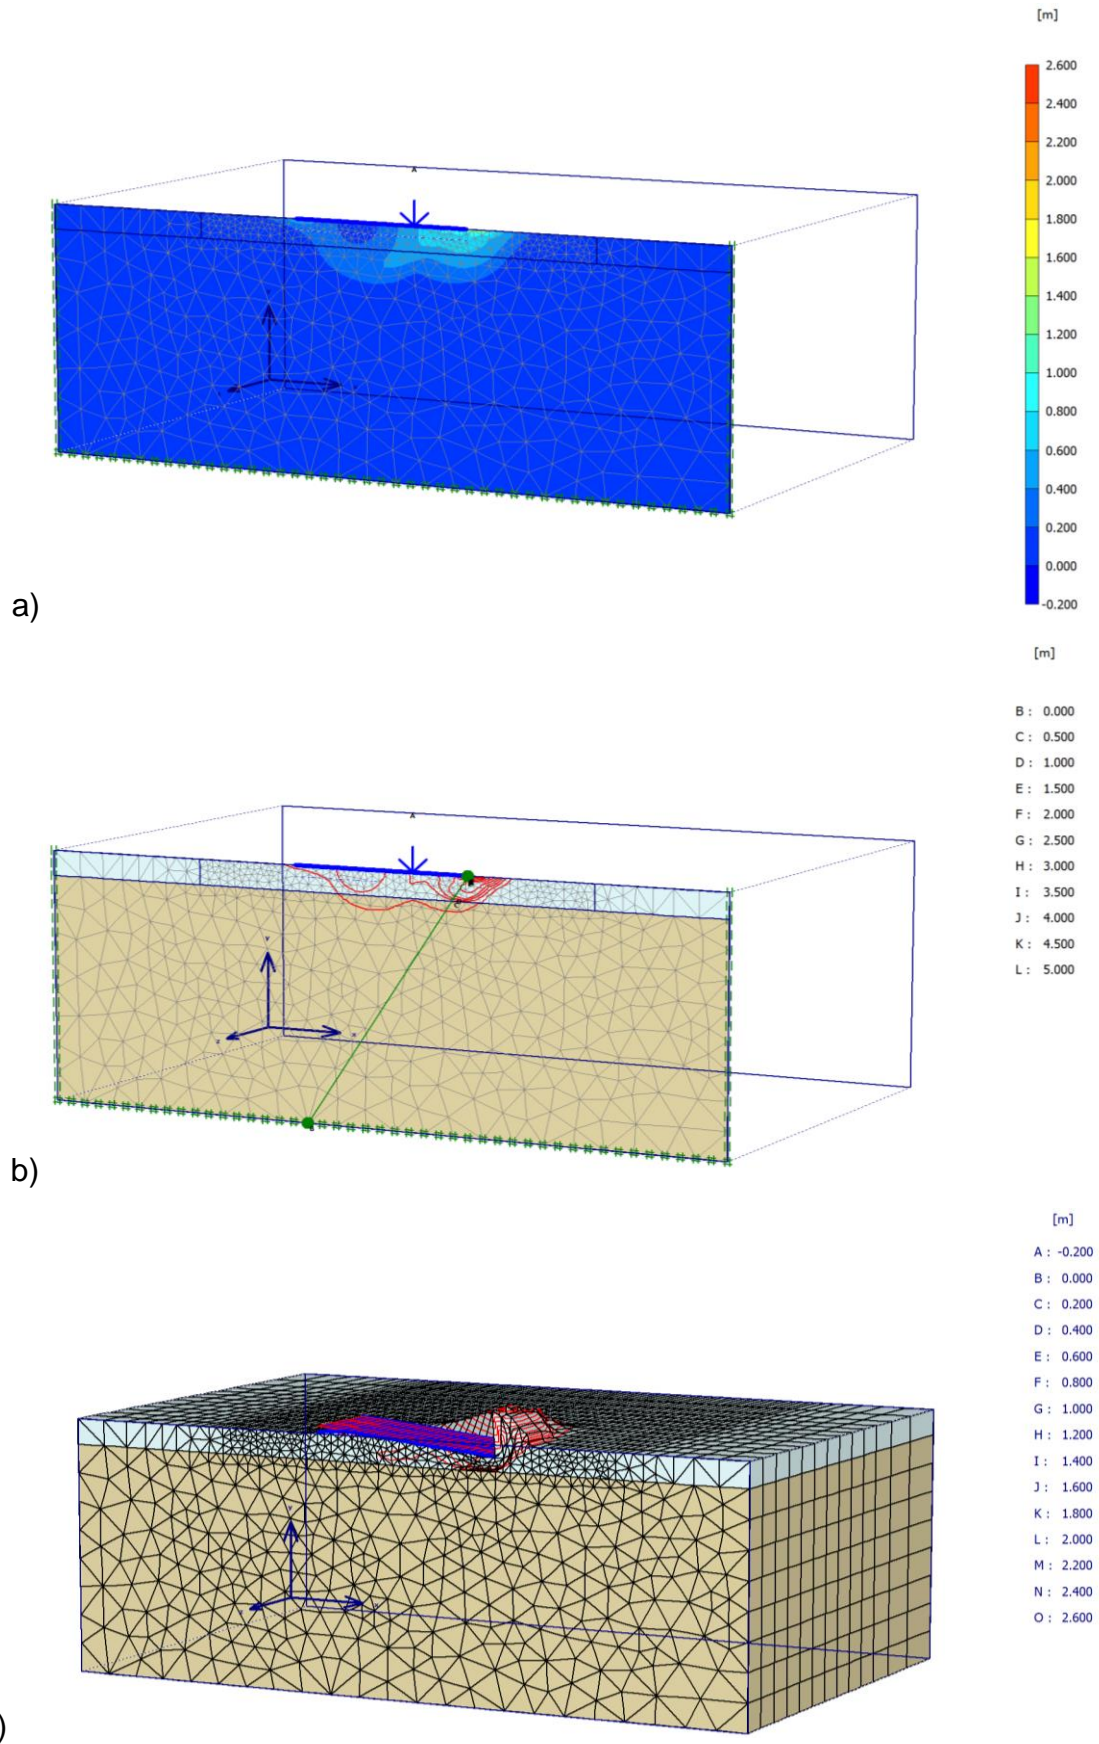 [m]
A
2.600
2.400
2.200
2.000
1.800
1.600
1.400
1.200
1.000
0.800
0.600
0.400
0.200
0.000
-0.200
a)
[m]
B : 0.000
C : 0.500
D : 1.000
E : 1.500
F : 2.000
G : 2.500
H : 3.000
I : 3.500
J : 4.000
K : 4.500
L : 5.000
A
C
y
x
z
b)
[m]
A : -0.200
B : 0.000
C : 0.200
D : 0.400
E : 0.600
F : 0.800
G : 1.000
H : 1.200
I : 1.400
J : 1.600
K : 1.800
L : 2.000
M : 2.200
N : 2.400
O : 2.600
y
)